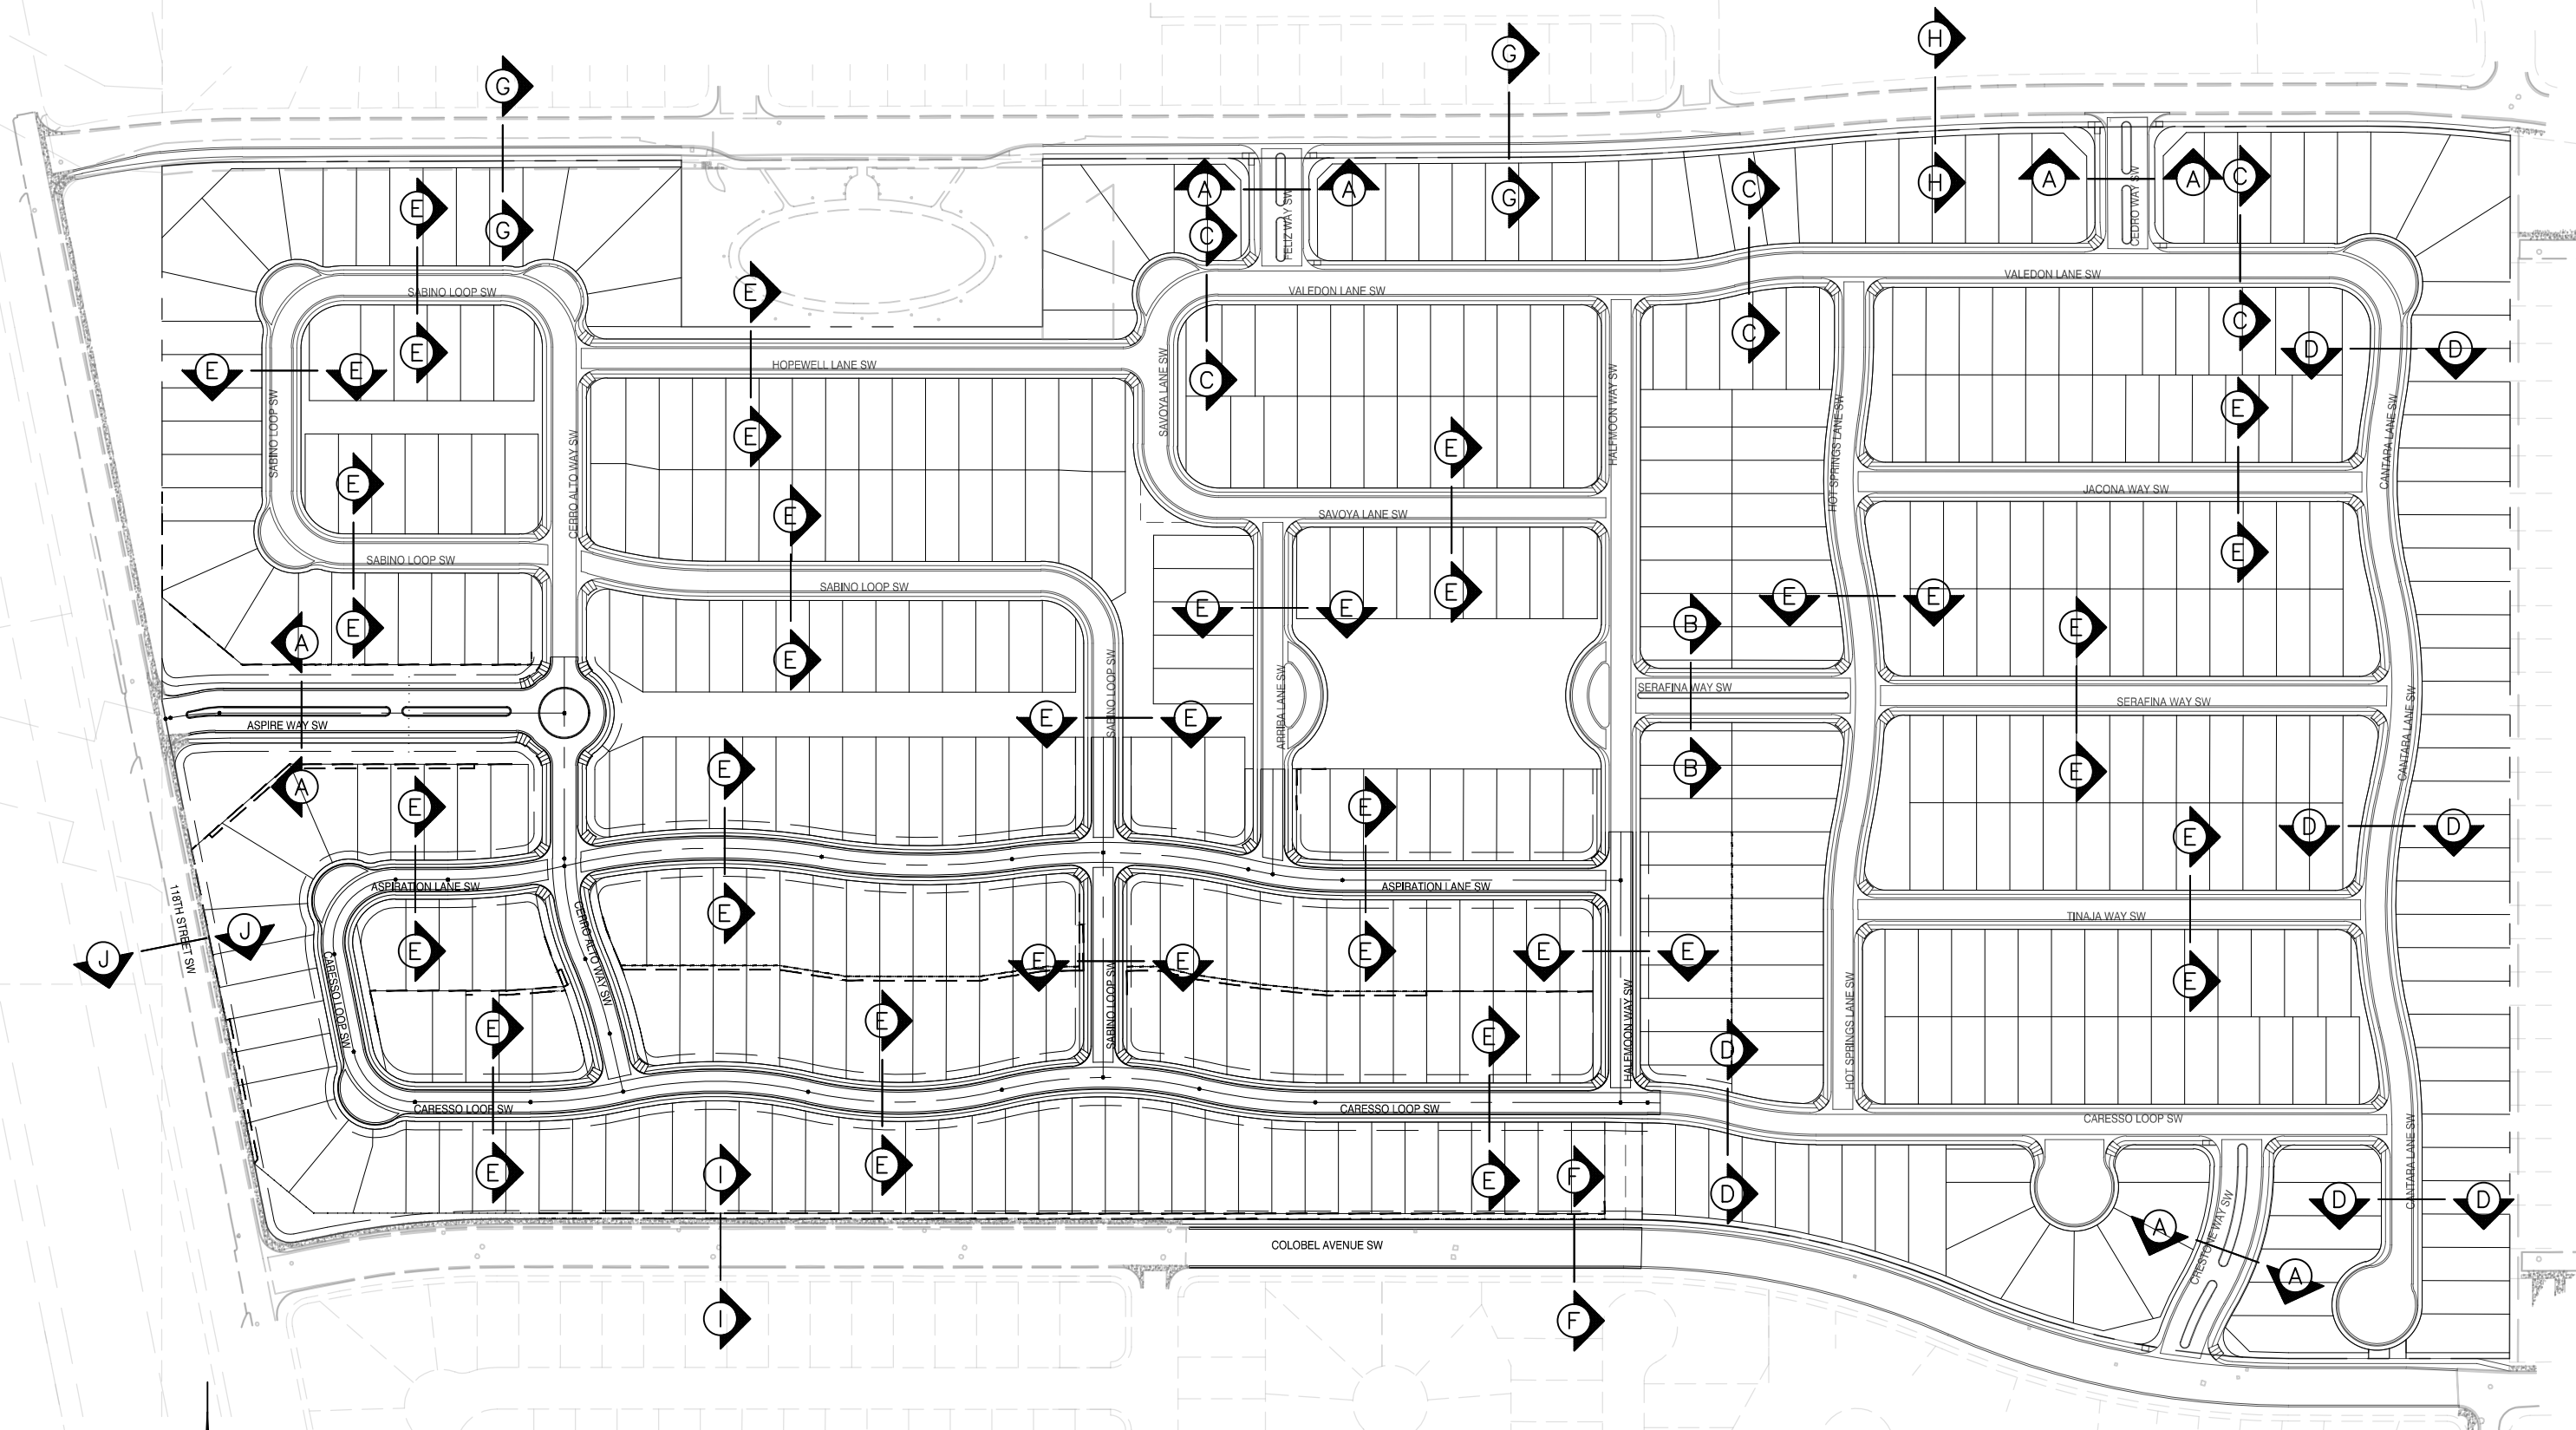 G
G
H
A
A
C
H
A
A
C
E
G
G
FELIZ WAY SW
CEDRO WAY SW
C
VALEDON LANE SW
SABINO LOOP SW
E
VALEDON LANE SW
C
C
E
HOPEWELL LANE SW
E
E
E
C
D
D
SABINO LOOP SW
CERRO ALTO WAY SW
E
SAVOYA LANE SW
E
HALFMOON WAY SW
HOT SPRINGS LANE SW
E
CANTARA LANE SW
E
JACONA WAY SW
E
SAVOYA LANE SW
SABINO LOOP SW
E
SABINO LOOP SW
E
E
E
E
E
E
A
E
E
B
E
SERAFINA WAY SW
SERAFINA WAY SW
ASPIRE WAY SW
E
E
SABINO LOOP SW
ARRIBA LANE SW
CANTARA LANE SW
A
E
E
B
E
E
E
D
D
ASPIRATION LANE SW
ASPIRATION LANE SW
118TH STREET SW
J
J
E
CERRO ALTO WAY SW
E
TINAJA WAY SW
CARESSO LOOP SW
E
E
E
E
E
E
SABINO LOOP SW
HALFMOON WAY SW
HOT SPRINGS LANE SW
E
E
E
D
CARESSO LOOP SW
CARESSO LOOP SW
CARESSO LOOP SW
CANTARA LANE SW
E
I
E
E
F
D
D
D
A
CRESTONE WAY SW
A
COLOBEL AVENUE SW
I
F